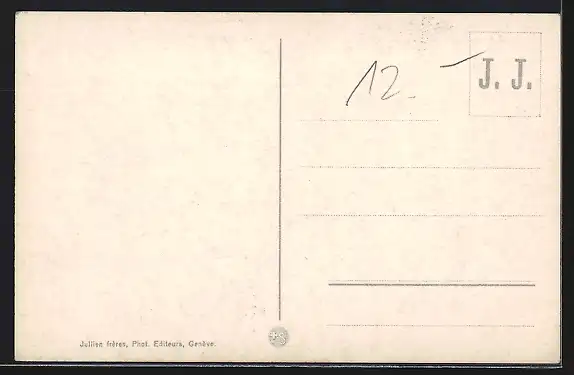 12.-
J. J.
Jullien frères, Phot. Editeurs, Genève.